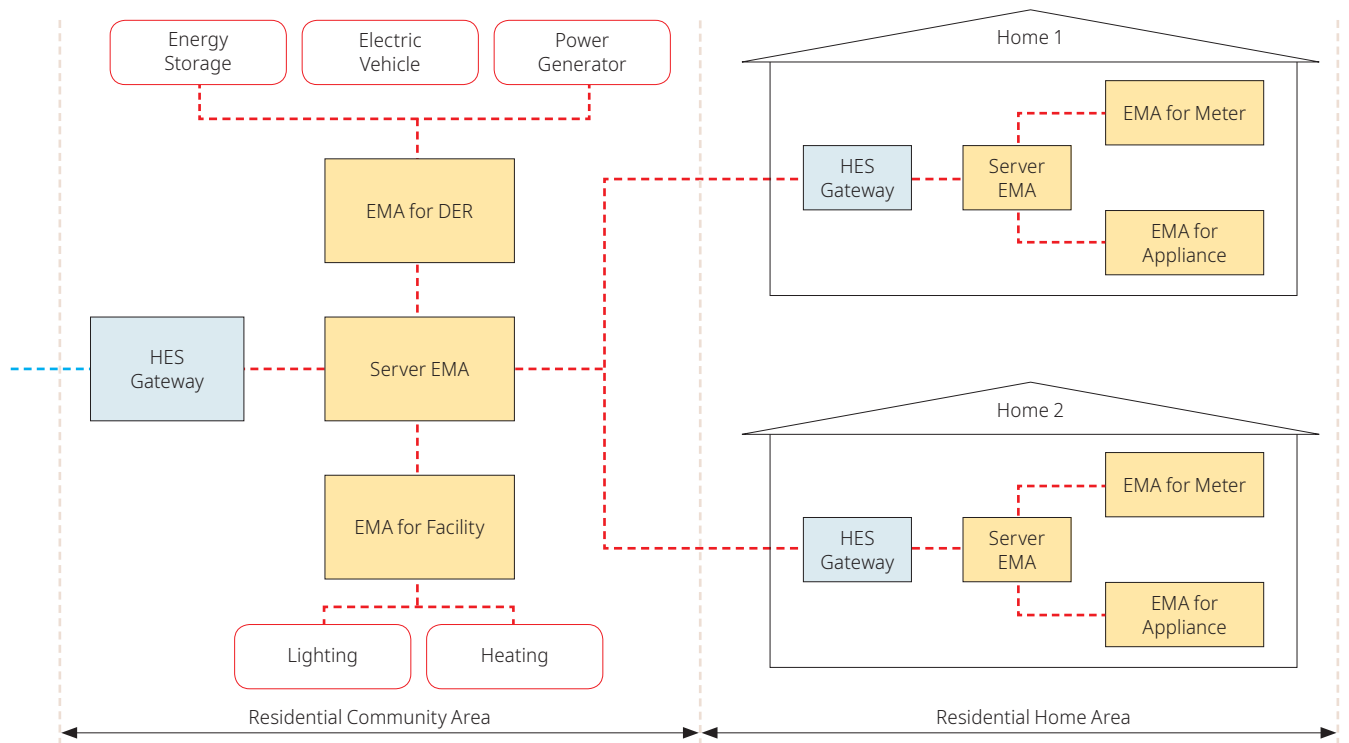 Energy
Storage
Electric
Vehicle
Power
Generator
EMA for DER
HES
Gateway
Server EMA
EMA for Facility
Lighting
Heating
Residential Community Area
Home 1
HES
Gateway
Server
EMA
EMA for Meter
EMA for
Appliance
Home 2
HES
Gateway
Server
EMA
EMA for Meter
EMA for
Appliance
Residential Home Area